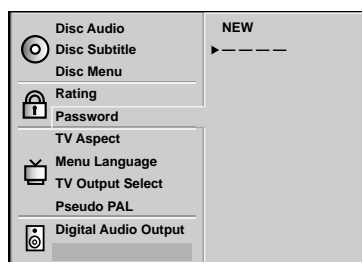 Disc Audio
Disc Subtitle
Disc Menu
Rating
Password
TV Aspect
Menu Language
TV Output Select
Pseudo PAL
Digital Audio Output
NEW
▶— — — —